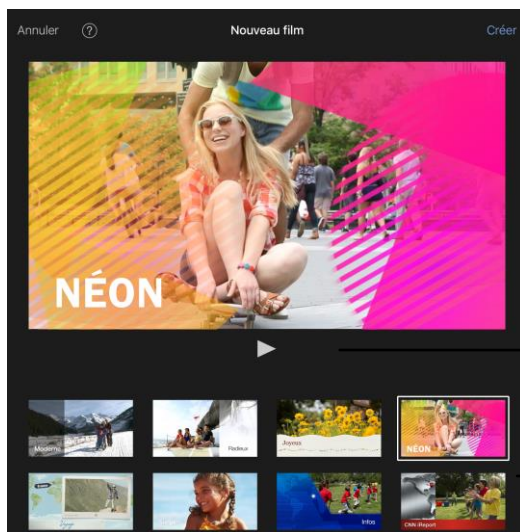 Annuler ? Nouveau film Créer
NÉON
Moderne Radieux Joyeux NÉON
Infos CNN iReport